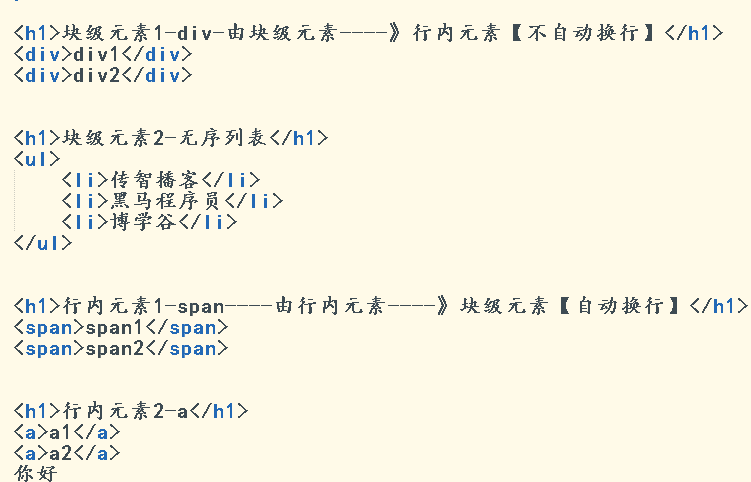 <h1>块级元素1-div-由块级元素----》行内元素【不自动换行】</h1>
<div>div1</div>
<div>div2</div>
<h1>块级元素2-无序列表</h1>
<ul>
<li>传智播客</li>
<li>黑马程序员</li>
<li>博学谷</li>
</ul>
<h1>行内元素1-span----由行内元素----》块级元素【自动换行】</h1>
<span>span1</span>
<span>span2</span>
<h1>行内元素2-a</h1>
<a>a1</a>
<a>a2</a>
你好